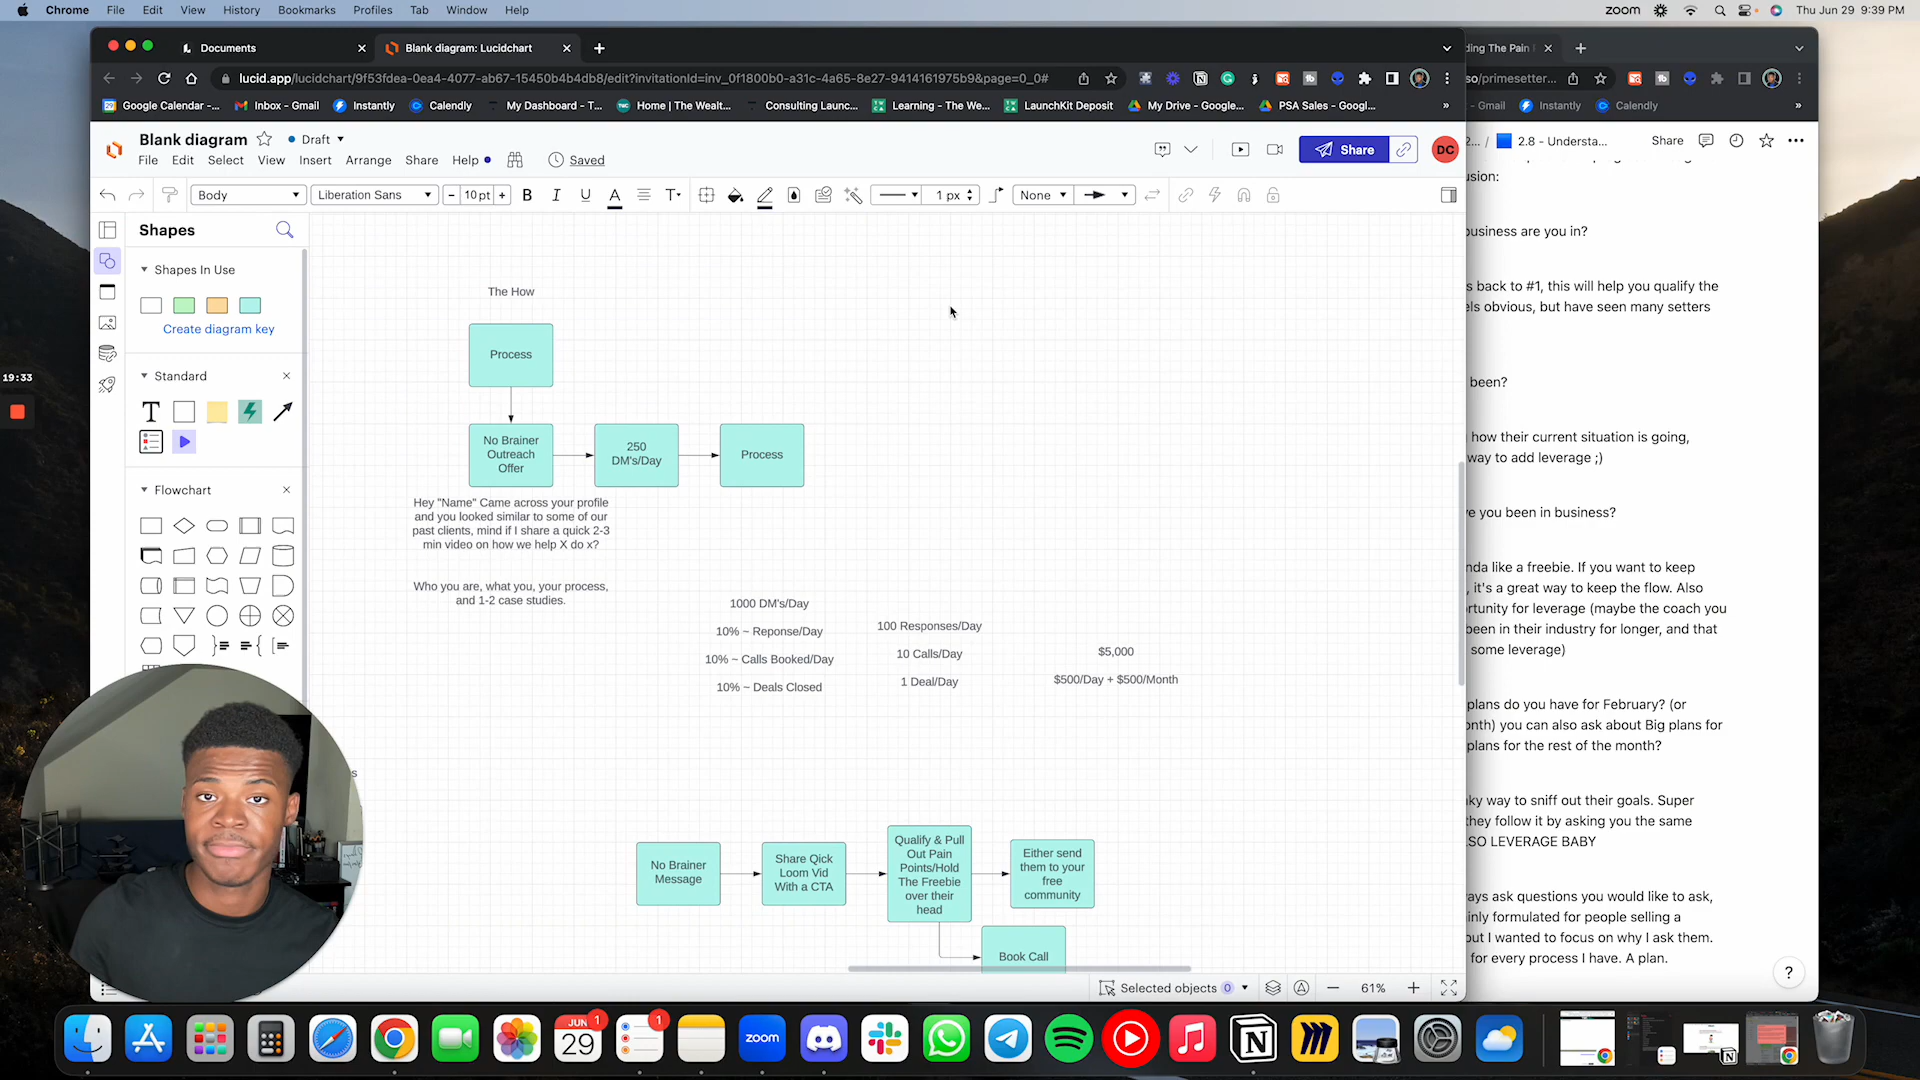 Chrome File Edit View History Bookmarks Profiles Tab Window Help
zoom Thu Jun 29 9:39 PM
Documents
Blank diagram: Lucidchart
ding The Pain
lucid.app/lucidchart/9f53fdea-0ea4-4077-ab67-15450b4b4db8/edit?invitationId=inv_0f1800b0-a31c-4a65-8e27-9414161975b9&page=0_0#
so/primesetter...
Google Calendar -... Inbox - Gmail Instantly Calendly My Dashboard - T... Home | The Wealt... Consulting Launc... Learning - The We... LaunchKit Deposit My Drive - Google... PSA Sales - Googl... »
- Gmail Instantly Calendly »
Blank diagram Draft
File Edit Select View Insert Arrange Share Help Saved
Share DC
2... / 2.8 - Understa... Share
Body Liberation Sans - 10 pt + B I U A T 1 px None
Shapes
Shapes In Use
Create diagram key
Standard
T
Flowchart
19:33
The How
Process
No Brainer
Outreach
Offer
250
DM's/Day
Process
Hey "Name" Came across your profile
and you looked similar to some of our
past clients, mind if I share a quick 2-3
min video on how we help X do x?
Who you are, what you, your process,
and 1-2 case studies.
1000 DM's/Day
10% ~ Reponse/Day
10% ~ Calls Booked/Day
10% ~ Deals Closed
100 Responses/Day
10 Calls/Day
1 Deal/Day
$5,000
$500/Day + $500/Month
s
No Brainer
Message
Share Qick
Loom Vid
With a CTA
Qualify & Pull
Out Pain
Points/Hold
The Freebie
over their
head
Either send
them to your
free
community
Book Call
Selected objects 0 61%
usion:
business are you in?
s back to #1, this will help you qualify the
els obvious, but have seen many setters
been?
how their current situation is going,
way to add leverage ;)
e you been in business?
nda like a freebie. If you want to keep
, it's a great way to keep the flow. Also
ortunity for leverage (maybe the coach you
been in their industry for longer, and that
some leverage)
plans do you have for February? (or
onth) you can also ask about Big plans for
plans for the rest of the month?
nky way to sniff out their goals. Super
they follow it by asking you the same
SO LEVERAGE BABY
ays ask questions you would like to ask,
ainly formulated for people selling a
but I wanted to focus on why I ask them.
for every process I have. A plan.
?
JUN
29
1
1
zoom